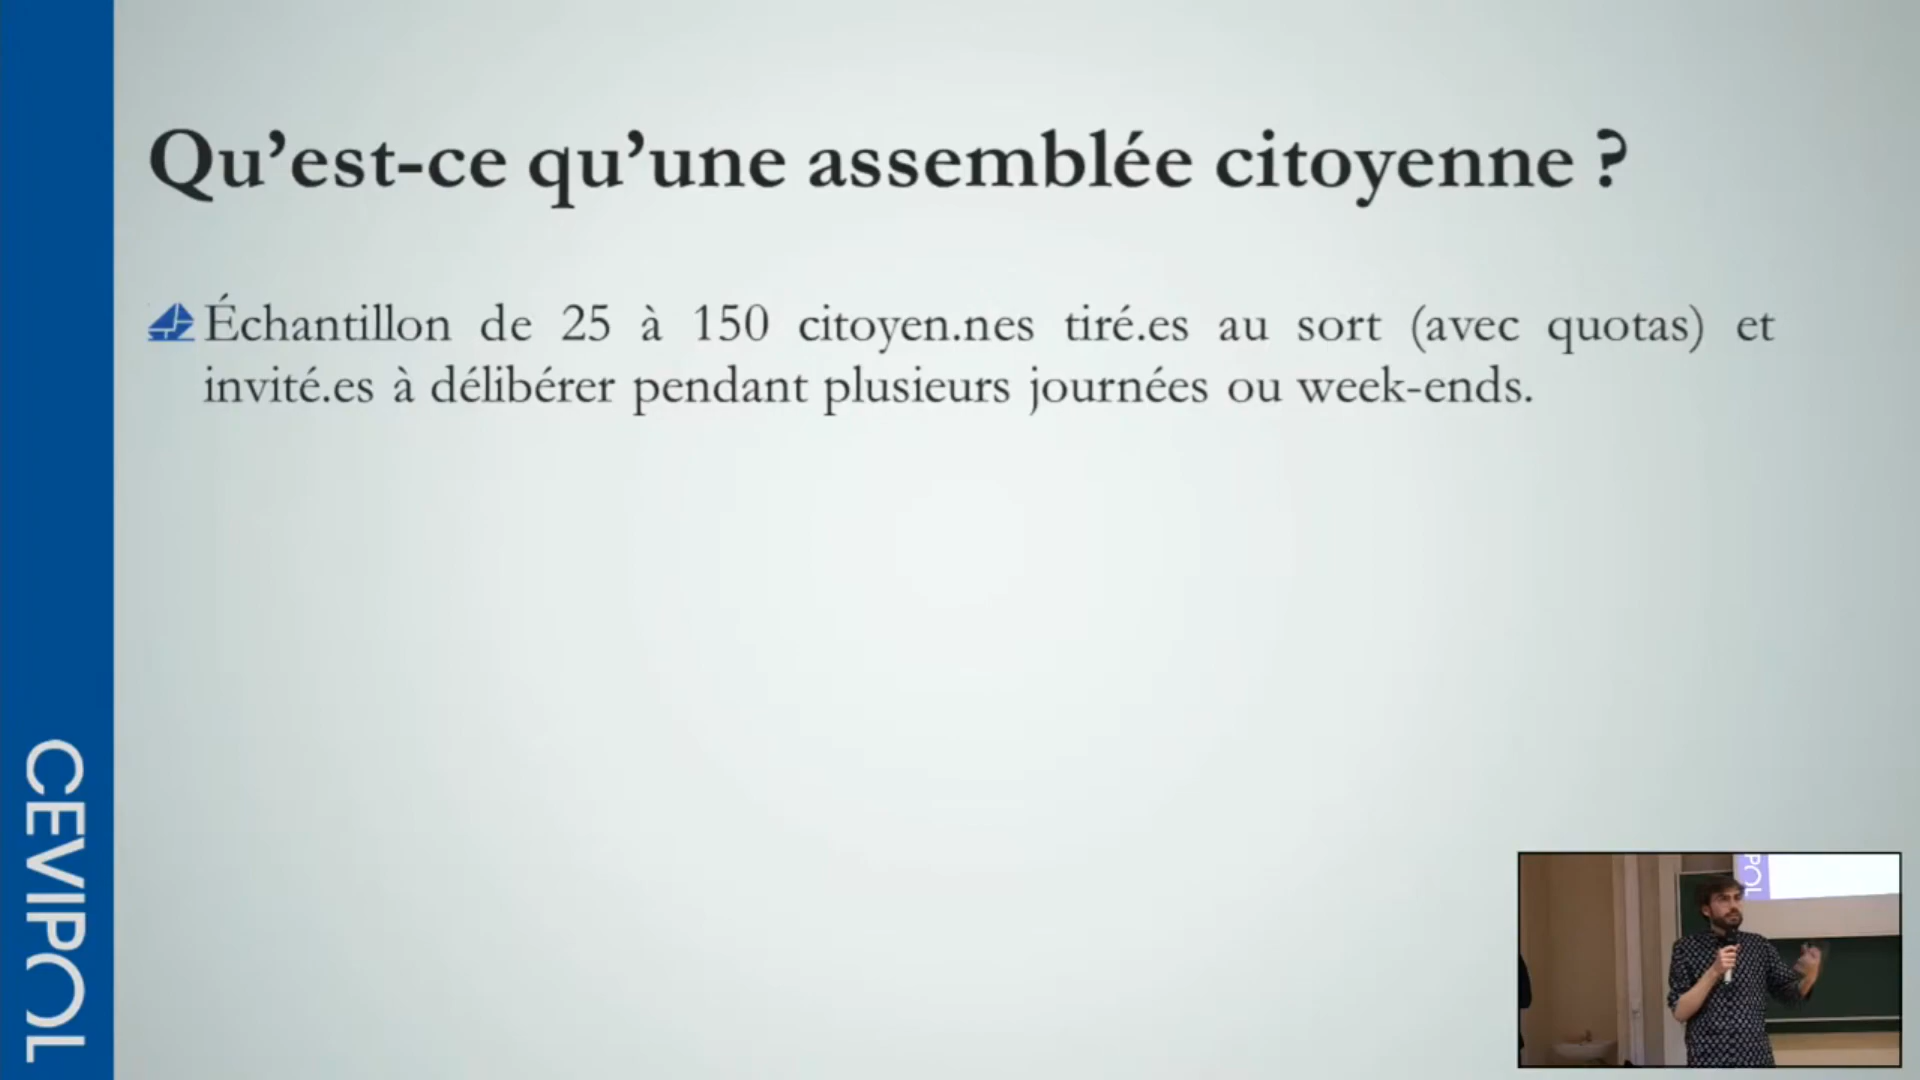 Qu’est-ce qu’une assemblée citoyenne ?
Échantillon de 25 à 150 citoyen.nes tiré.es au sort (avec quotas) et
invité.es à délibérer pendant plusieurs journées ou week-ends.
CEVIPOL
POL